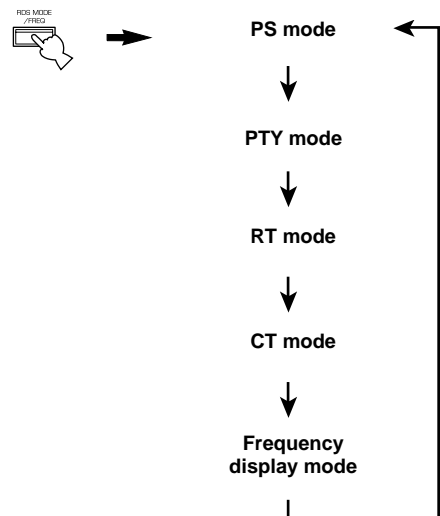 RDS MODE
/FREQ
PS mode
PTY mode
RT mode
CT mode
Frequency
display mode